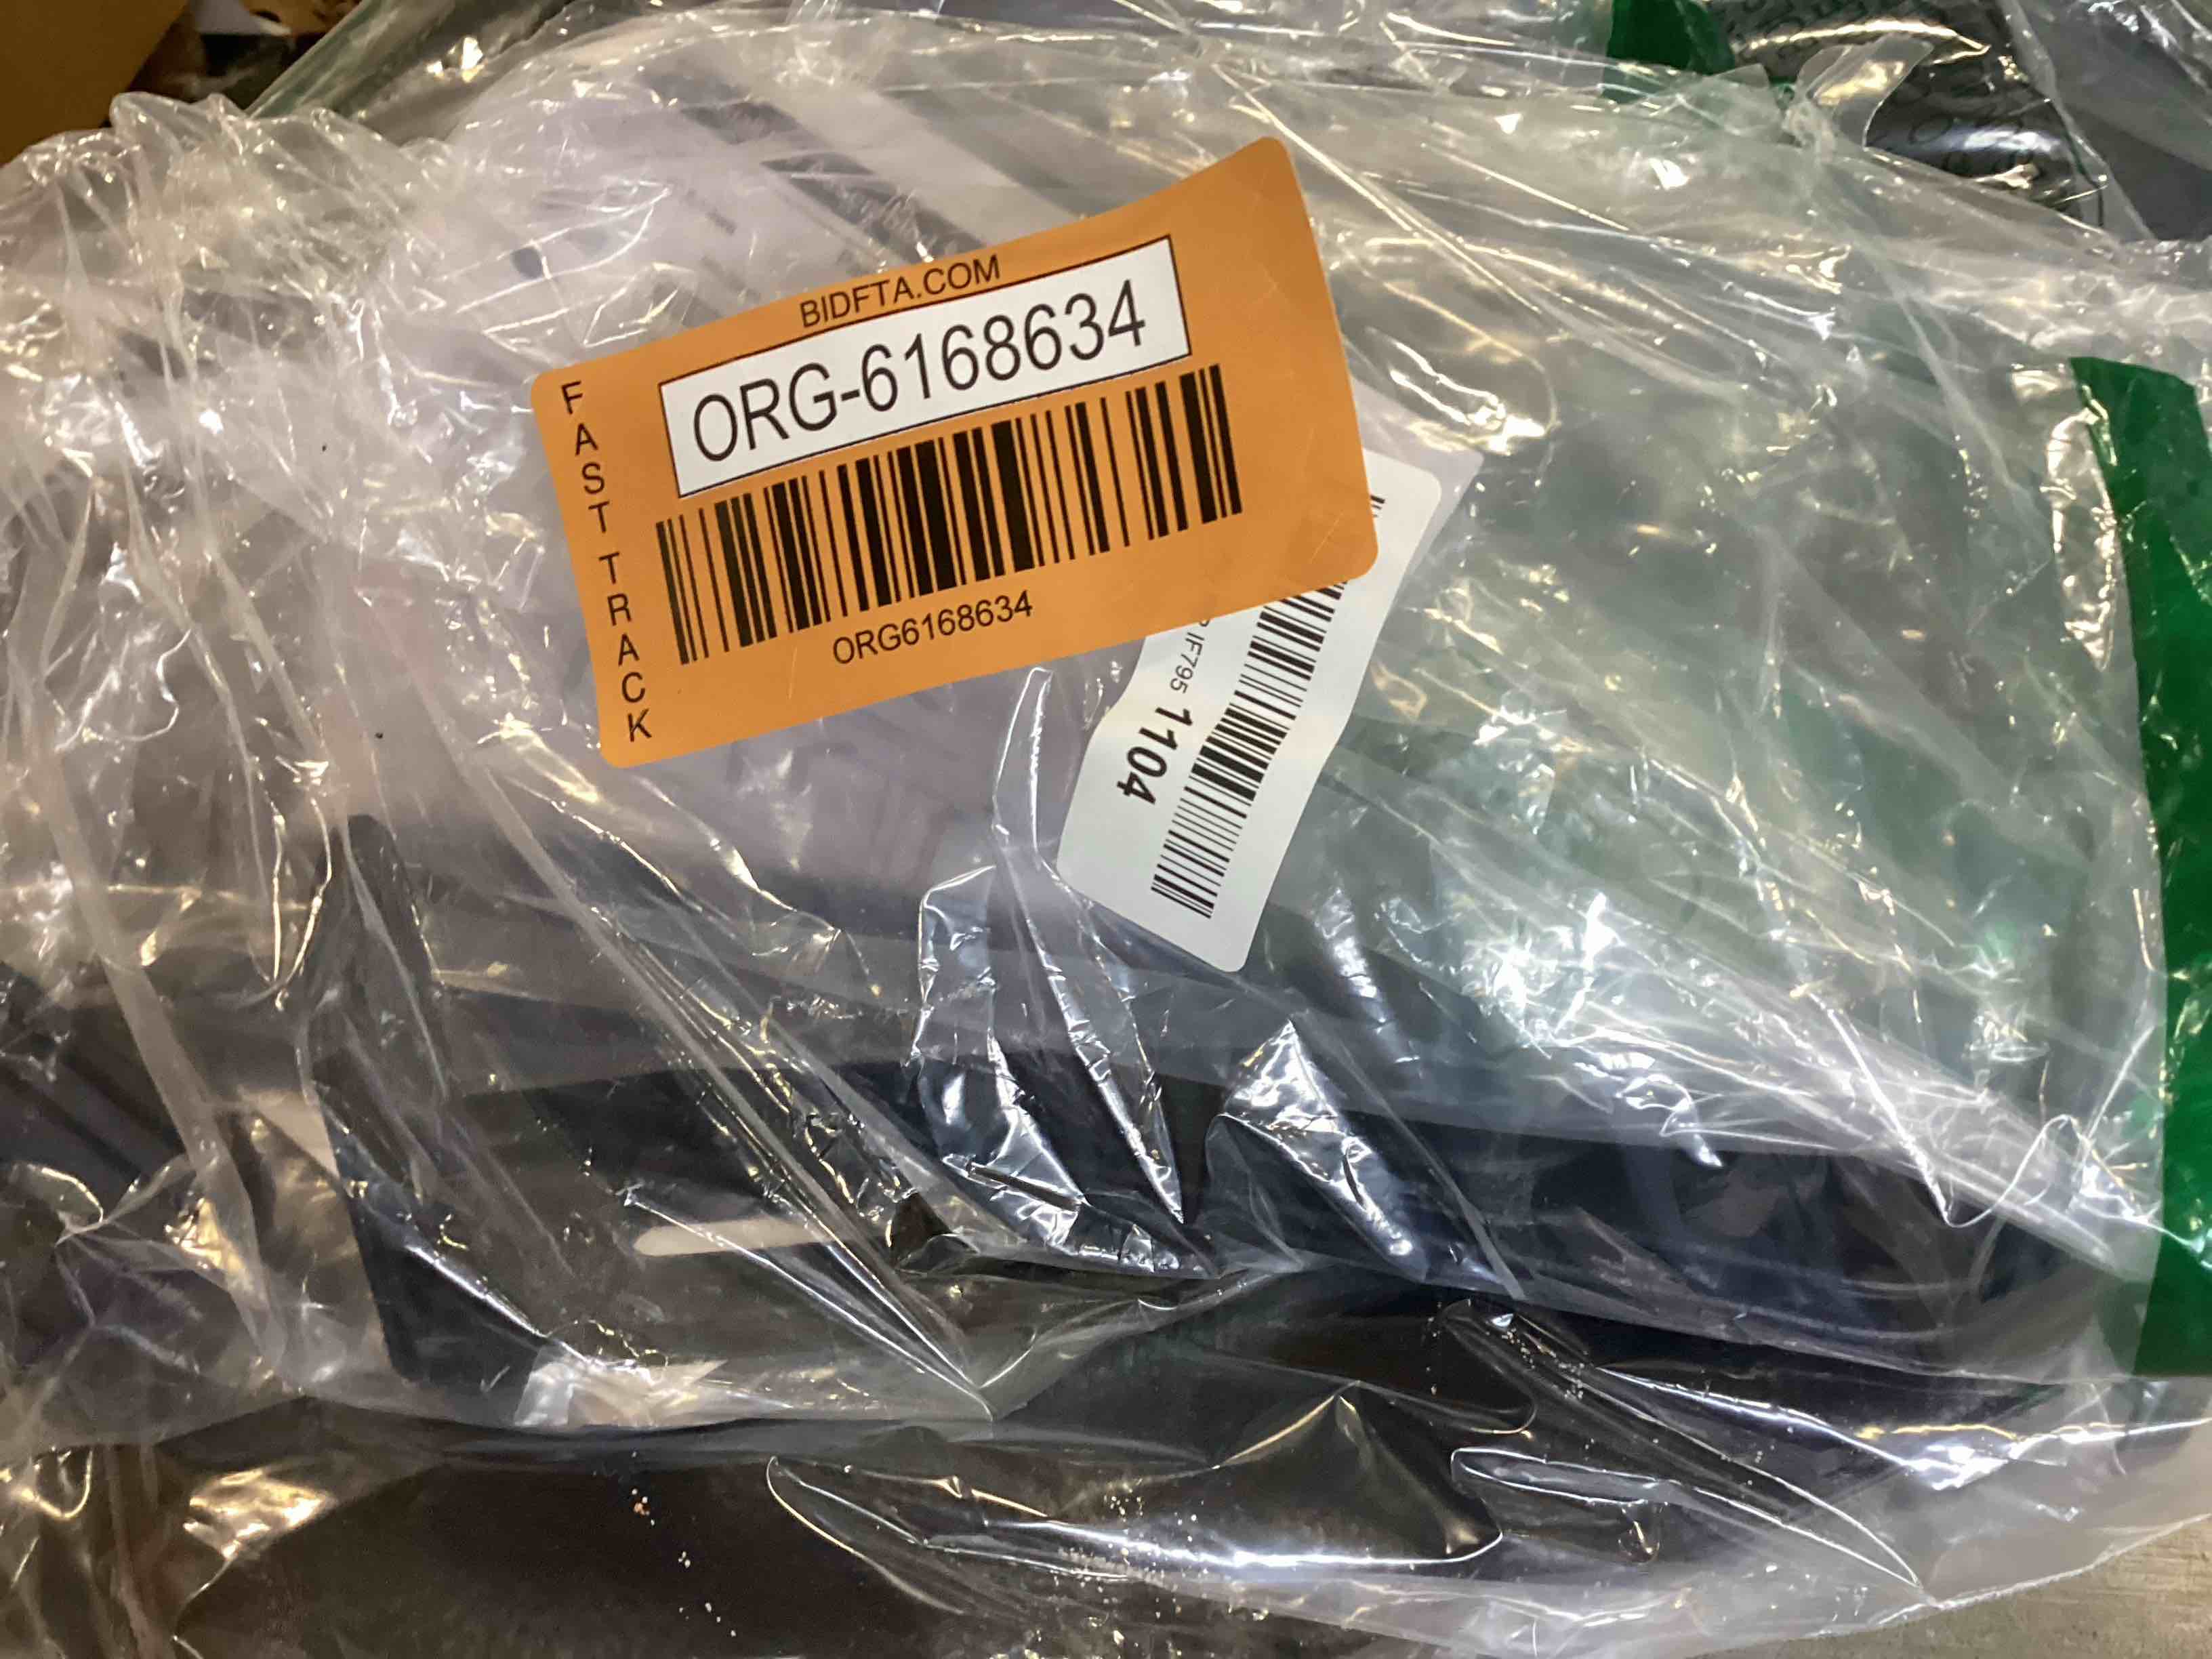 BIDFTA.COM
ORG-6168634
FAST TRACK
ORG6168634
IF795 1104